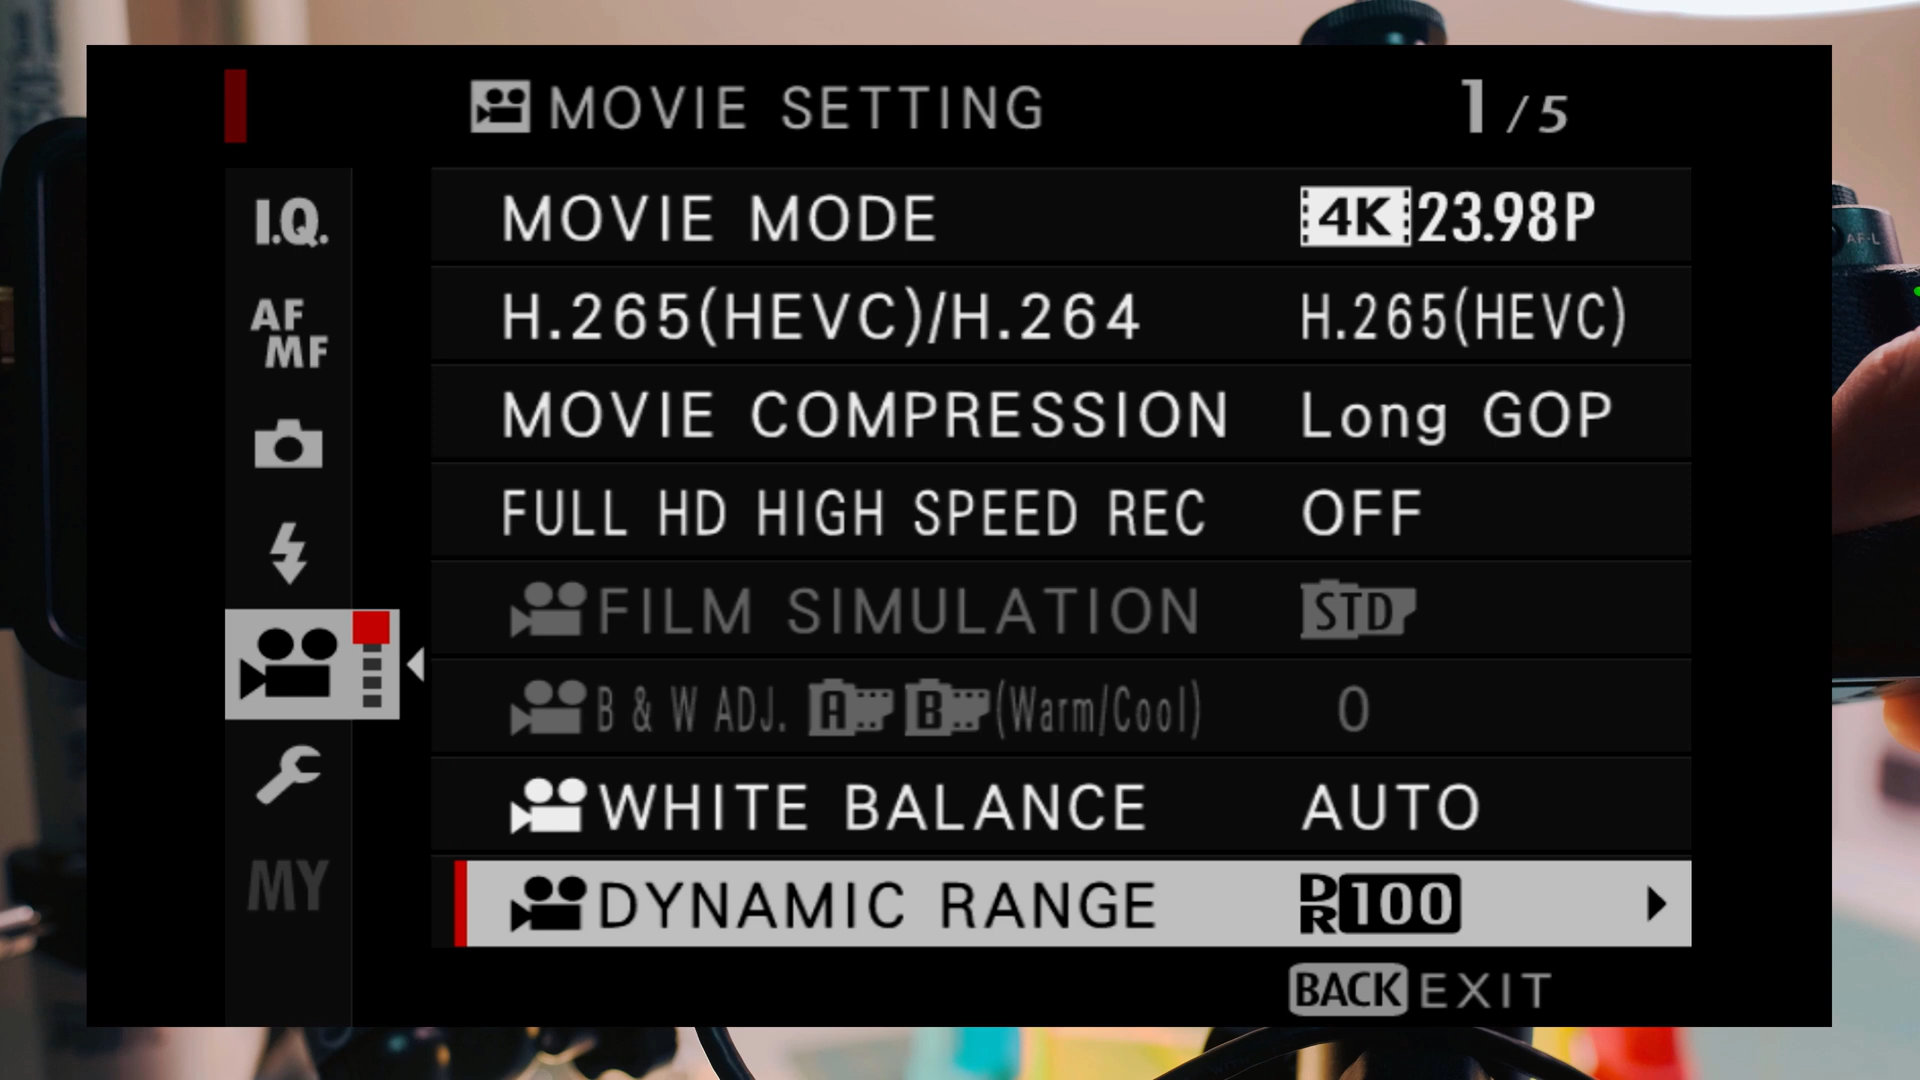 MOVIE SETTING 1/5
I.Q.
AF
MF
MY
MOVIE MODE 4K 23.98P
H.265(HEVC)/H.264 H.265(HEVC)
MOVIE COMPRESSION Long GOP
FULL HD HIGH SPEED REC OFF
FILM SIMULATION STD
B & W ADJ. A B (Warm/Cool) 0
WHITE BALANCE AUTO
DYNAMIC RANGE DR100
BACK EXIT
AF-L